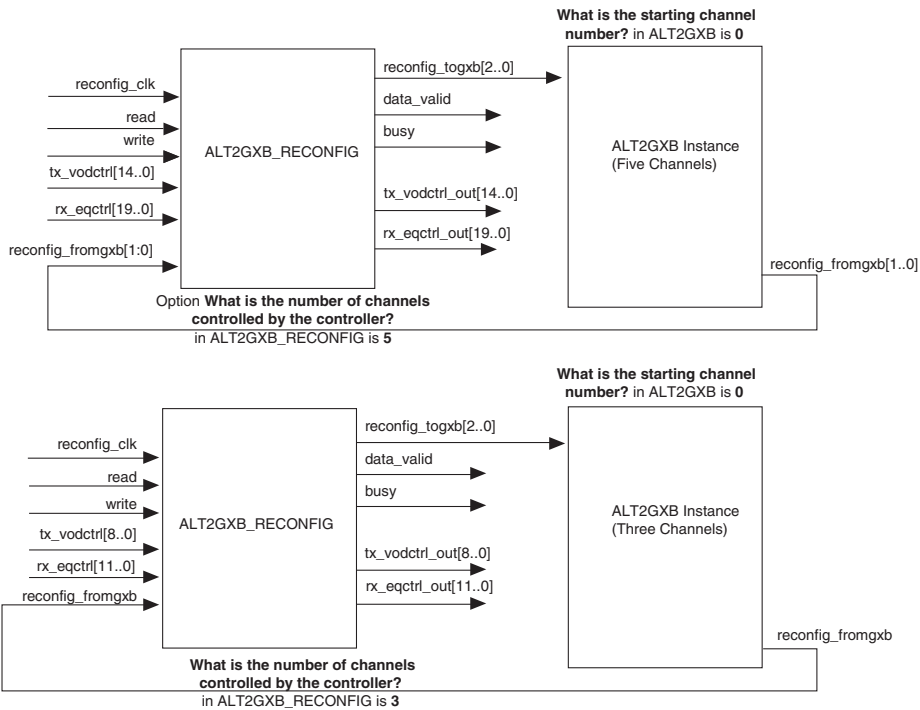 What is the starting channel
number? in ALT2GXB is 0
reconfig_clk
read
write
tx_vodctrl[14..0]
rx_eqctrl[19..0]
reconfig_fromgxb[1:0]
ALT2GXB_RECONFIG
reconfig_togxb[2..0]
data_valid
busy
tx_vodctrl_out[14..0]
rx_eqctrl_out[19..0]
ALT2GXB Instance
(Five Channels)
reconfig_fromgxb[1..0]
Option What is the number of channels
controlled by the controller?
in ALT2GXB_RECONFIG is 5
What is the starting channel
number? in ALT2GXB is 0
reconfig_clk
read
write
tx_vodctrl[8..0]
rx_eqctrl[11..0]
reconfig_fromgxb
ALT2GXB_RECONFIG
reconfig_togxb[2..0]
data_valid
busy
tx_vodctrl_out[8..0]
rx_eqctrl_out[11..0]
ALT2GXB Instance
(Three Channels)
reconfig_fromgxb
What is the number of channels
controlled by the controller?
in ALT2GXB_RECONFIG is 3